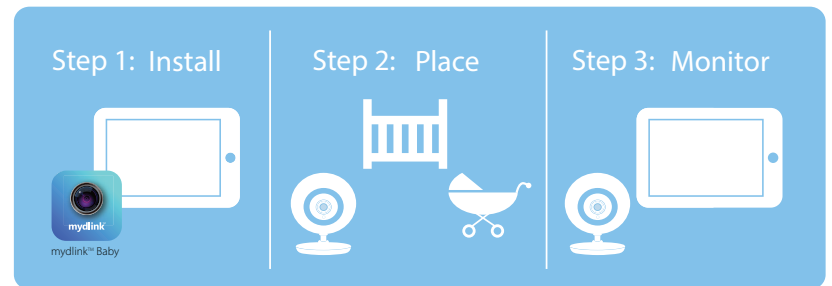 Step 1: Install
mydlink
mydlink™ Baby
Step 2: Place
Step 3: Monitor